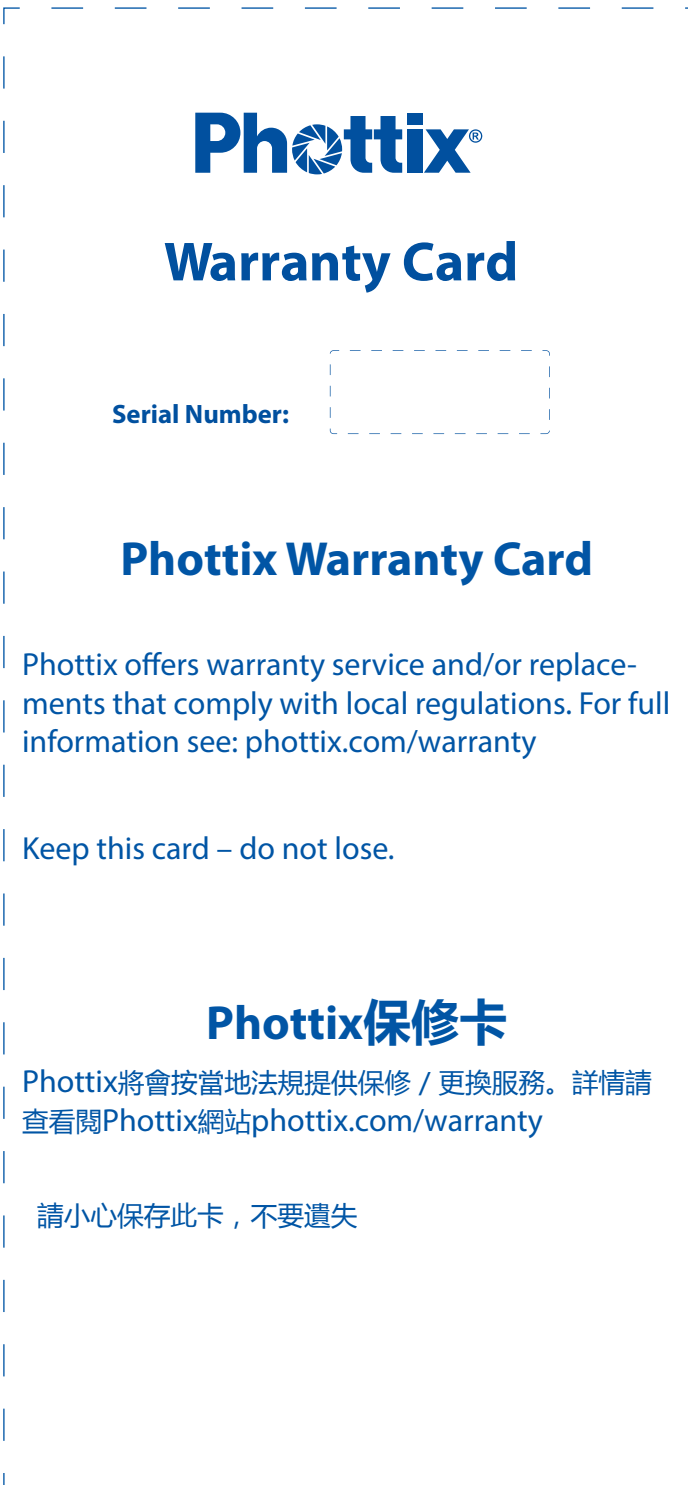 Phottix®
Warranty Card
Serial Number:
Phottix Warranty Card
Phottix offers warranty service and/or replace-
ments that comply with local regulations. For full
information see: phottix.com/warranty
Keep this card – do not lose.
Phottix保修卡
Phottix將會按當地法規提供保修 / 更換服務。詳情請
查看閱Phottix網站phottix.com/warranty
請小心保存此卡，不要遺失